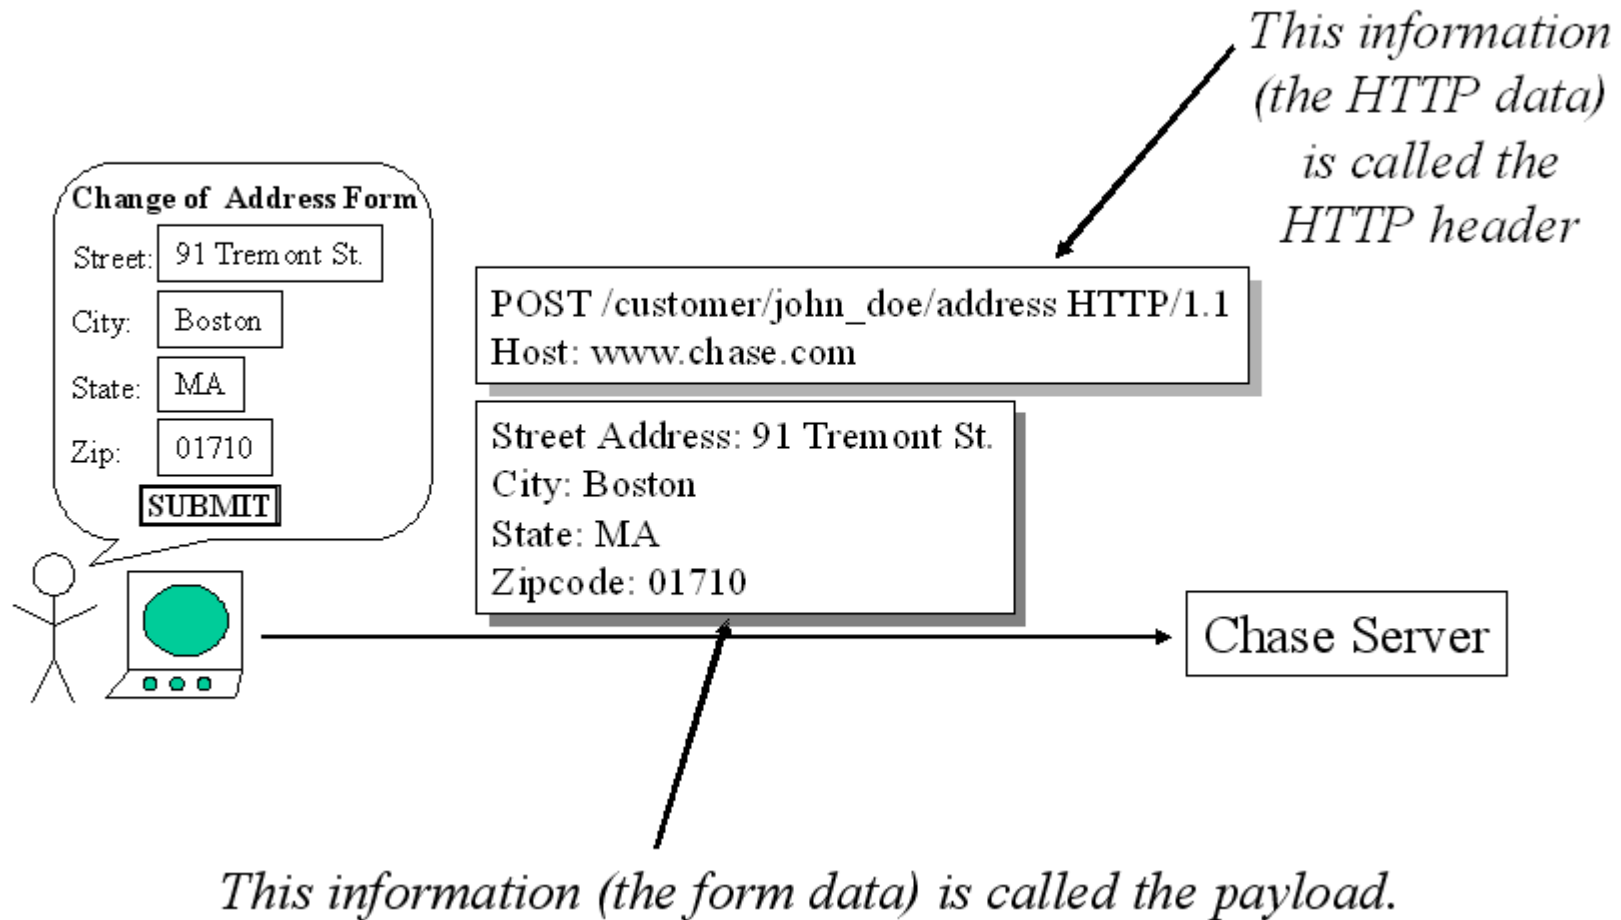 This information
(the HTTP data)
is called the
HTTP header
Change of Address Form
Street: 91 Tremont St.
City: Boston
State: MA
Zip: 01710
SUBMIT
POST /customer/john_doe/address HTTP/1.1
Host: www.chase.com
Street Address: 91 Tremont St.
City: Boston
State: MA
Zipcode: 01710
Chase Server
This information (the form data) is called the payload.